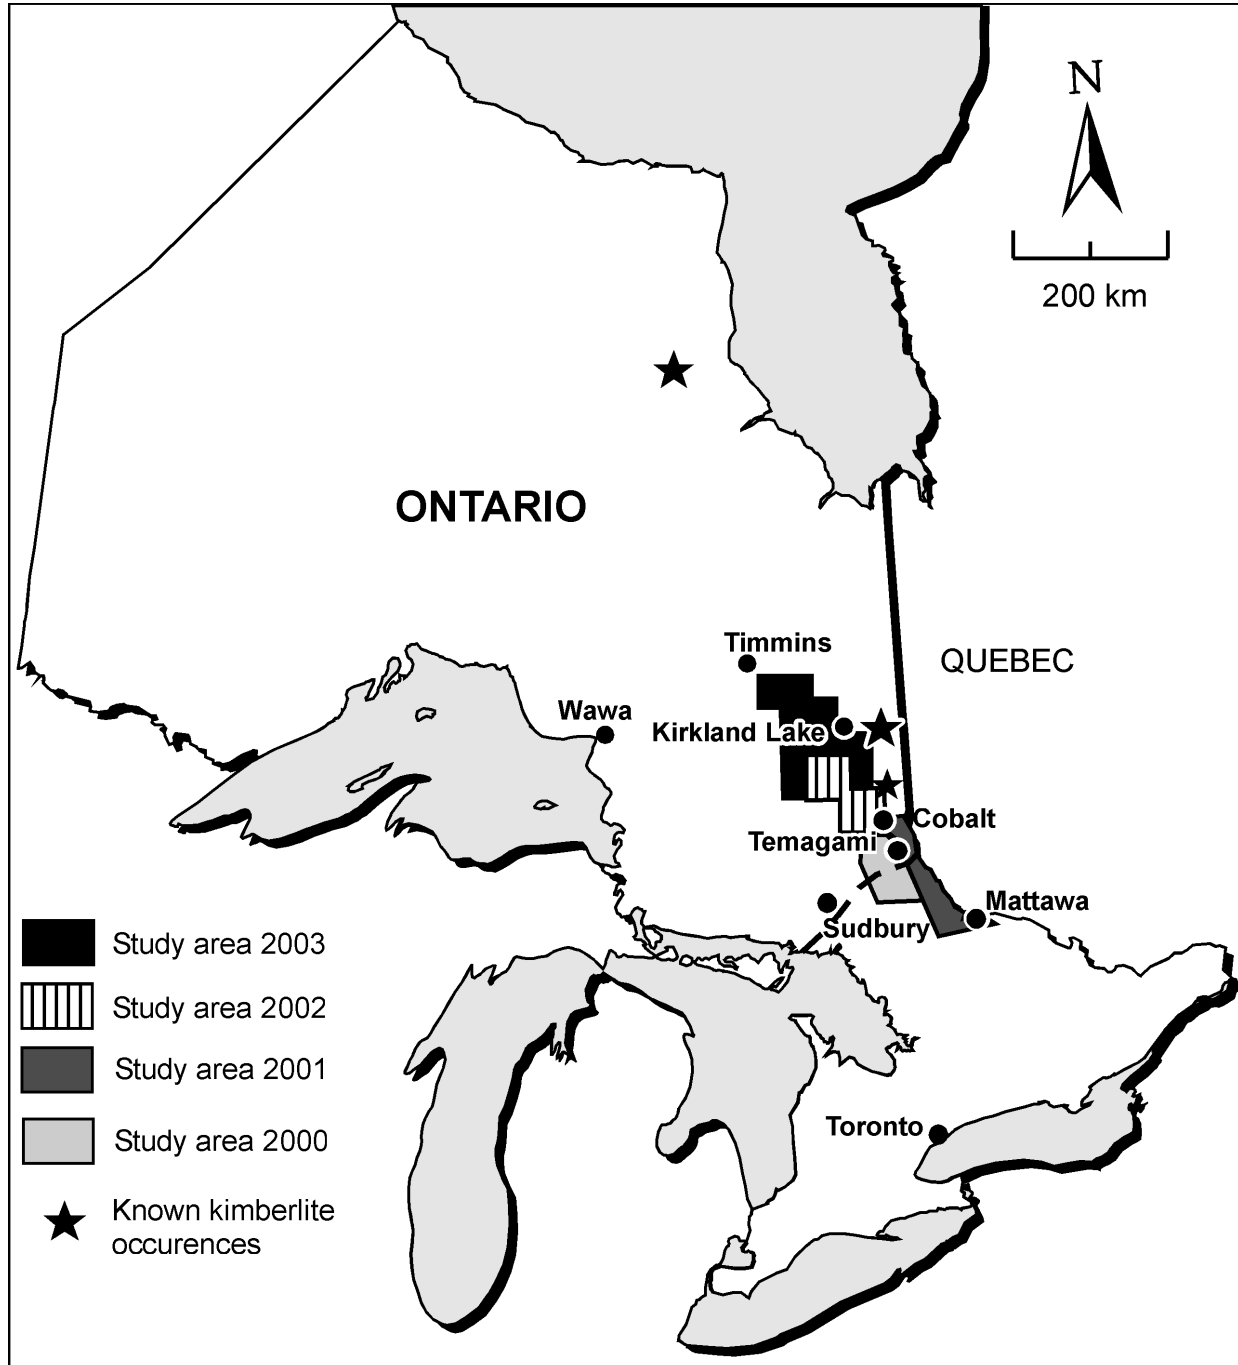 N
200 km
ONTARIO
Timmins
QUEBEC
Wawa
Kirkland Lake
Cobalt
Temagami
Mattawa
Sudbury
Study area 2003
Study area 2002
Study area 2001
Toronto
Study area 2000
Known kimberlite
occurences